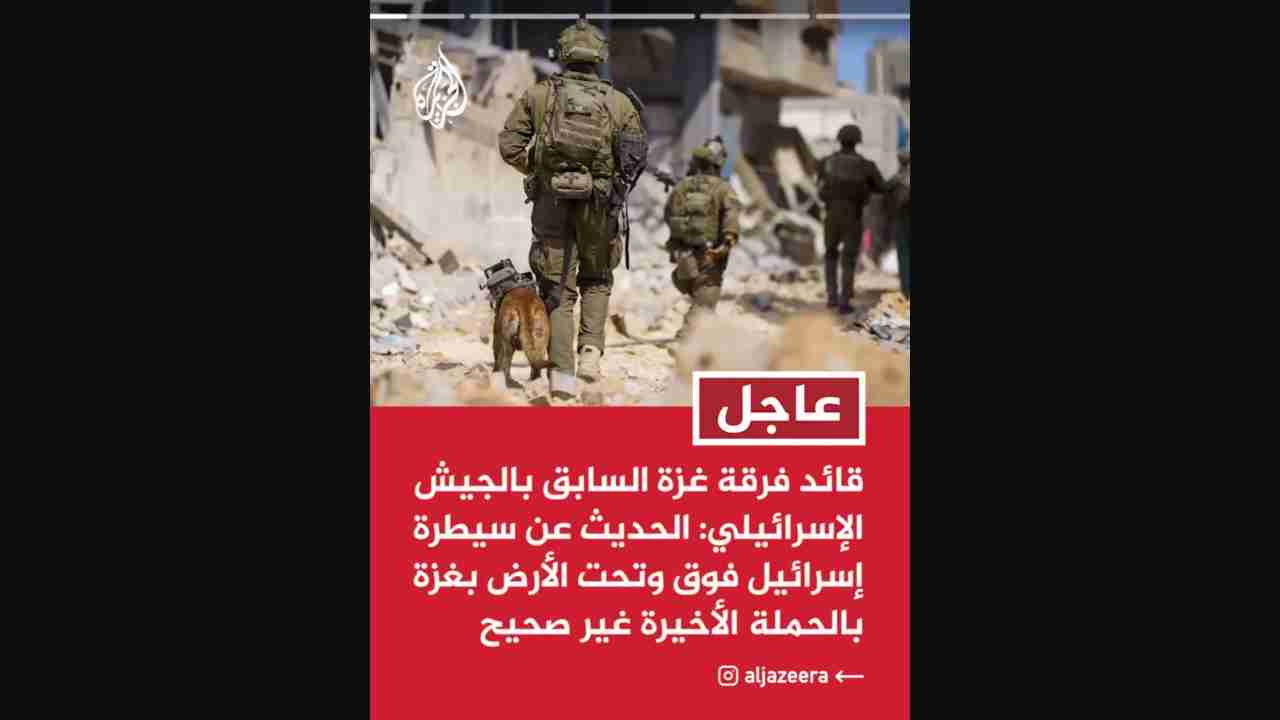 الجزيرة
عاجل
قائد فرقة غزة السابق بالجيش
الإسرائيلي: الحديث عن سيطرة
إسرائيل فوق وتحت الأرض بغزة
بالحملة الأخيرة غير صحيح
aljazeera